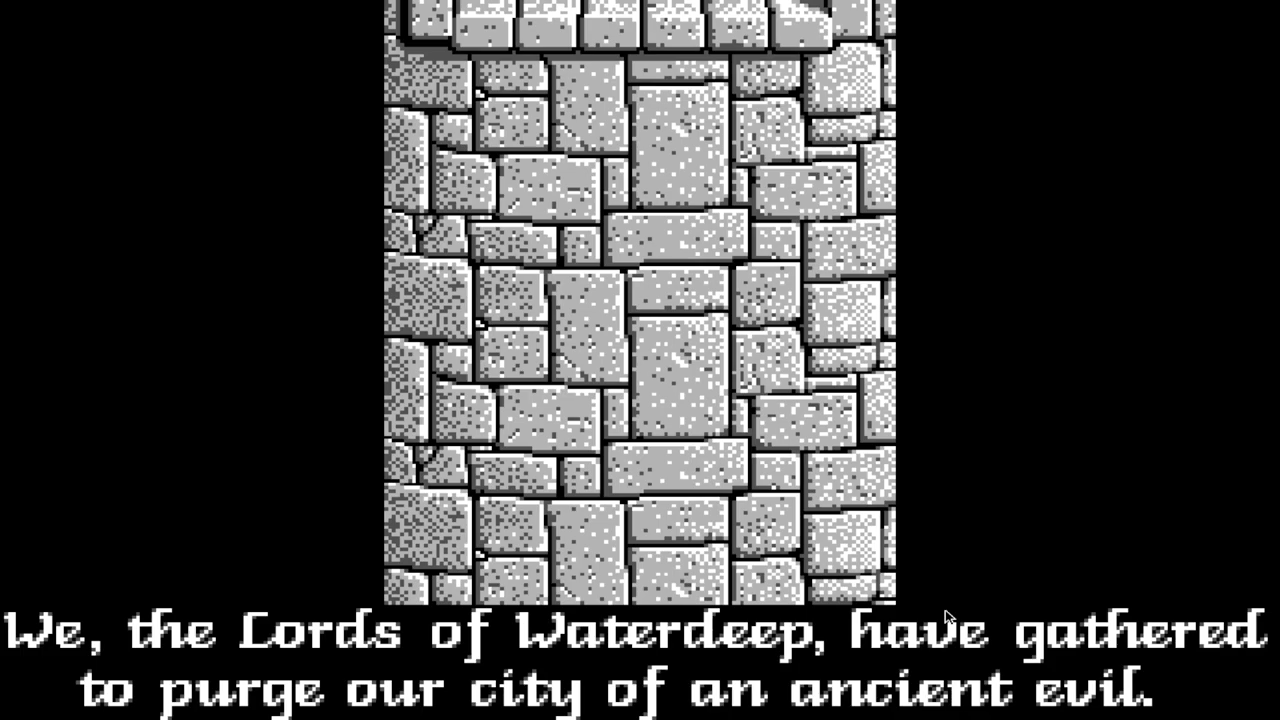 We, the Lords of Waterdeep, have gathered
to purge our city of an ancient evil.